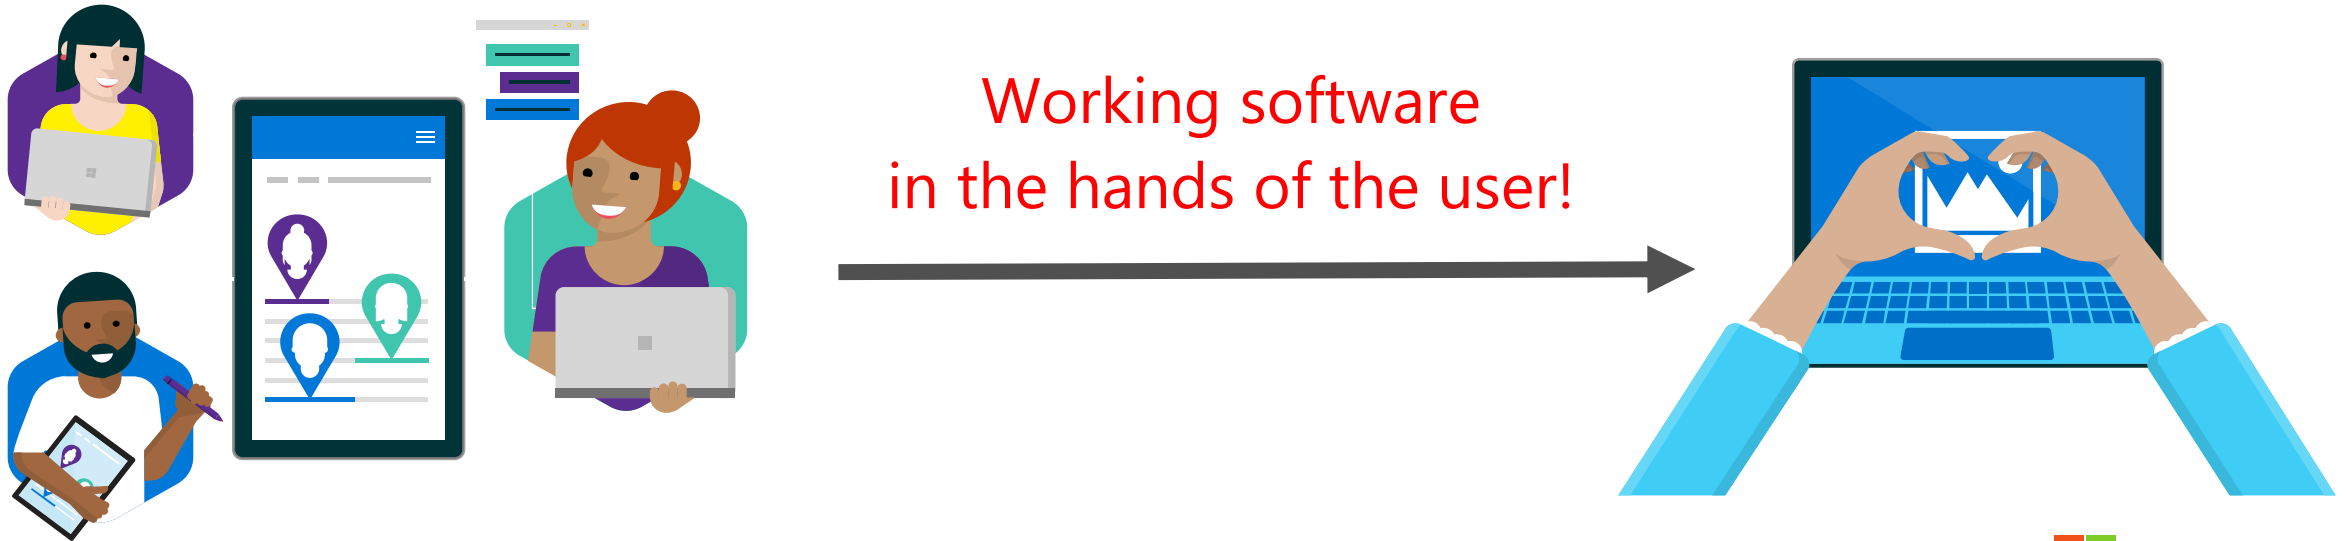 Working software
in the hands of the user!